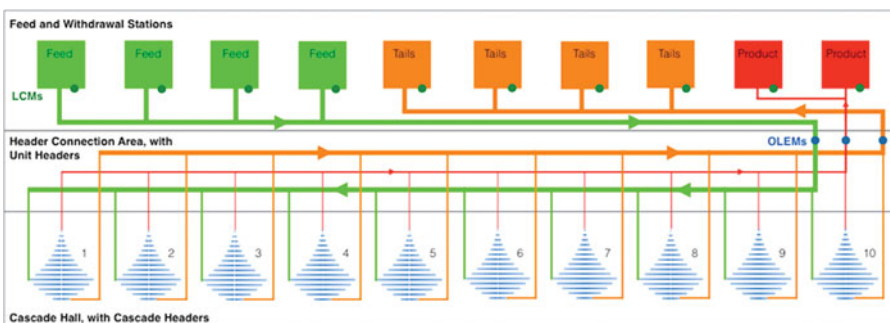 Feed and Withdrawal Stations
Feed Feed Feed Feed Tails Tails Tails Tails Product Product
LCMs
Header Connection Area, with
Unit Headers
OLEMs
1 2 3 4 5 6 7 8 9 10
Cascade Hall, with Cascade Headers